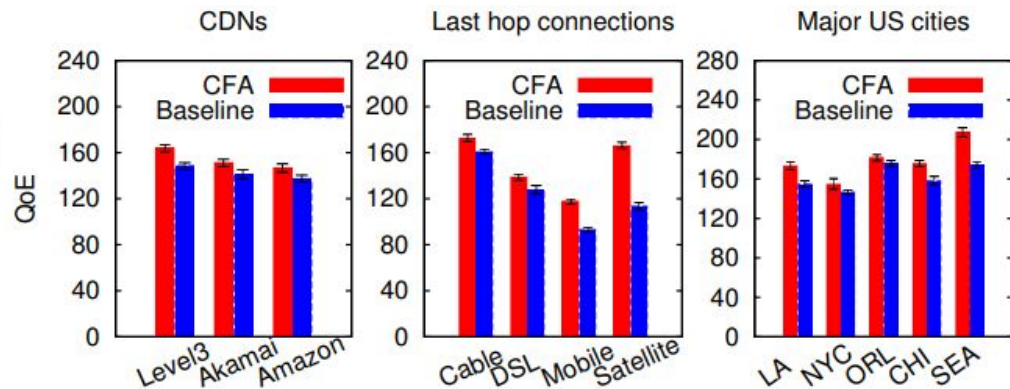 CDNs
QoE
240
200
160
120
80
40
0
CFA
Baseline
Level3
Akamai
Amazon
Last hop connections
240
200
160
120
80
40
0
CFA
Baseline
Cable
DSL
Mobile
Satellite
Major US cities
280
240
200
160
120
80
40
0
CFA
Baseline
LA
NYC
ORL
CHI
SEA